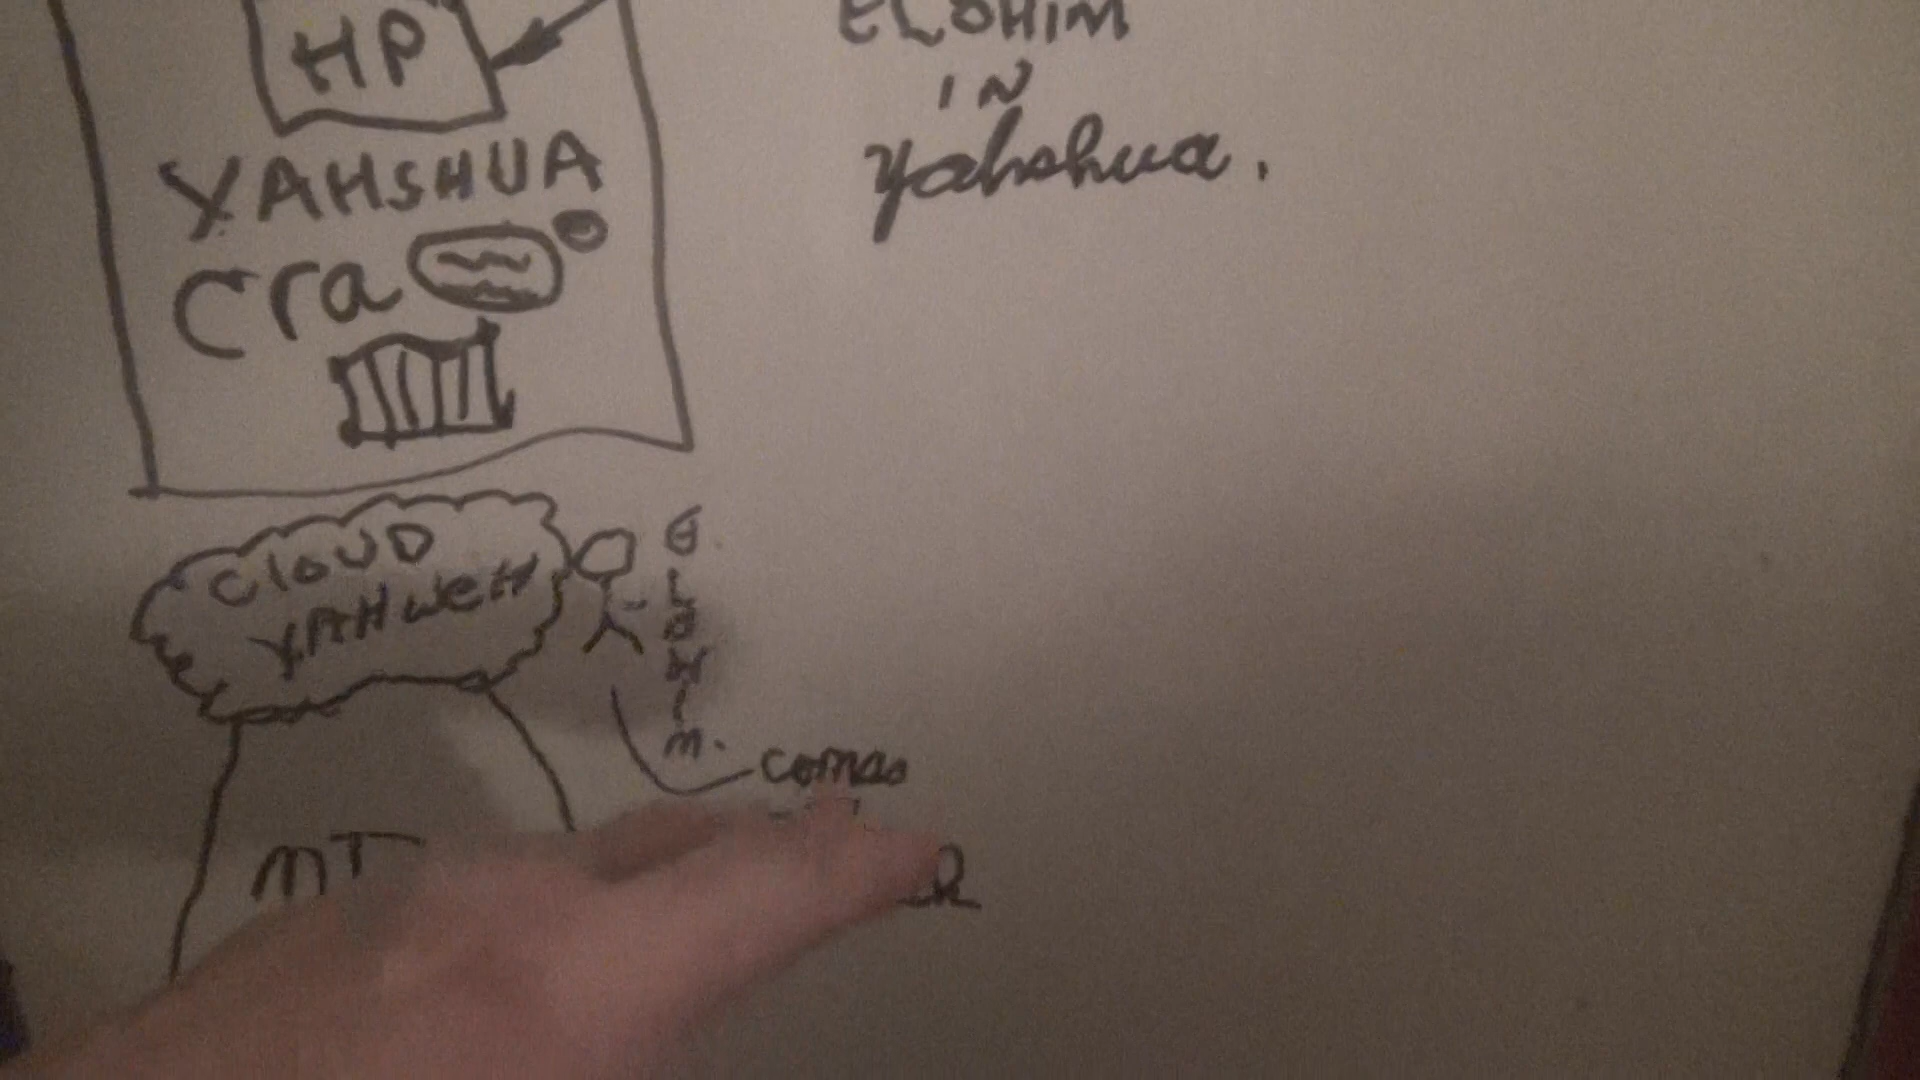 HP
YAHSHUA
Cra
ELOHIM
IN
Yahshua.
CLOUD
YAHWEH
ELOHIM.
comes
MT